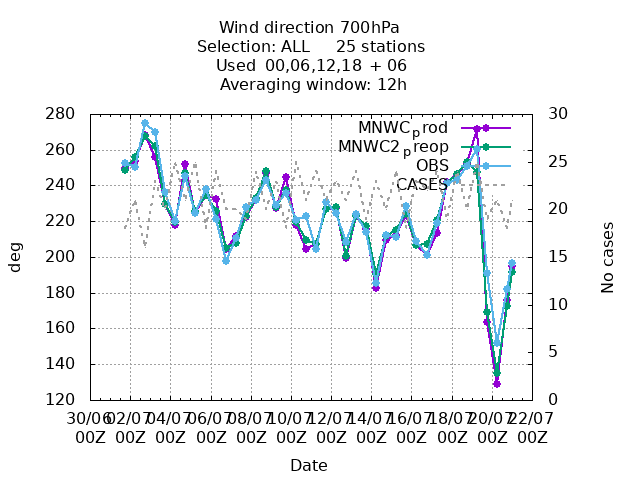 Wind direction 700hPa
Selection: ALL 25 stations
Used 00,06,12,18 + 06
Averaging window: 12h
280 30
MNWCprod
MNWC2preop
260 25
OBS
240 CASES
220 20
200 15
180 10
160
140 5
120 0
deg
No cases
30/06 02/07 04/07 06/07 08/07 10/07 12/07 14/07 16/07 18/07 20/07 22/07
00Z 00Z 00Z 00Z 00Z 00Z 00Z 00Z 00Z 00Z 00Z 00Z
Date